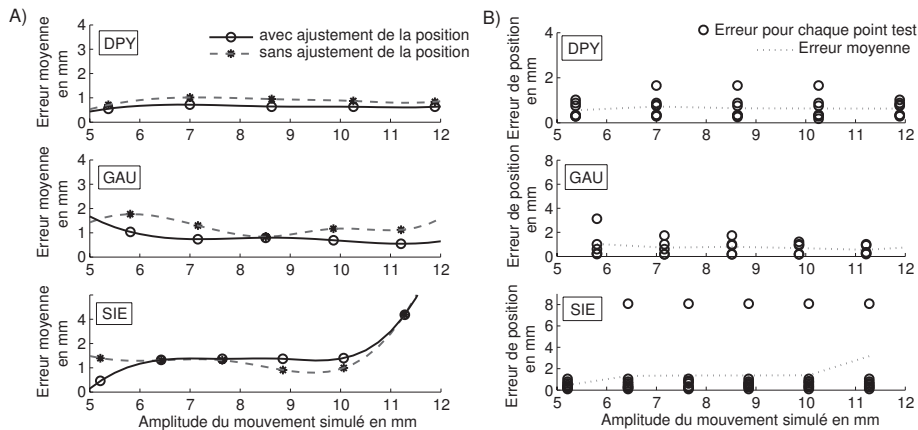 A)
Erreur moyenne
en mm
4
3
2
1
0
DPY
avec ajustement de la position
sans ajustement de la position
5 6 7 8 9 10 11 12
Erreur moyenne
en mm
4
3
2
1
0
GAU
5 6 7 8 9 10 11 12
Erreur moyenne
en mm
4
2
0
SIE
5 6 7 8 9 10 11 12
Amplitude du mouvement simulé en mm
B)
Erreur de position
en mm
4
2
0
DPY
Erreur pour chaque point test
Erreur moyenne
5 6 7 8 9 10 11 12
Erreur de position
en mm
8
6
4
2
0
GAU
5 6 7 8 9 10 11 12
Erreur de position
en mm
8
6
4
2
0
SIE
5 6 7 8 9 10 11 12
Amplitude du mouvement simulé en mm